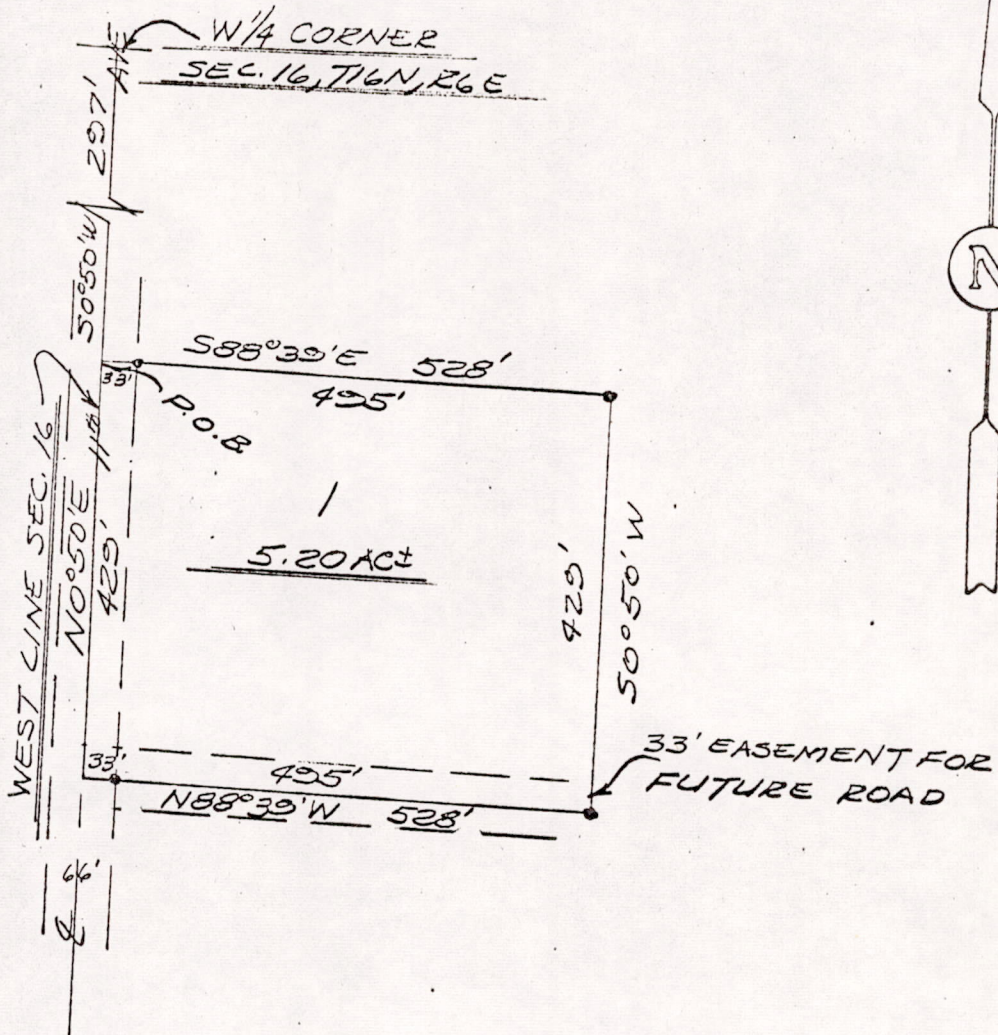 W 1/4 CORNER
SEC. 16, T16N, R6E
AVE
297'
S0°50'W
S88°39'E 528'
33'
495'
P.O.B.
WEST LINE SEC. 16
11th
N0°50'E
429'
1
5.20 AC±
429'
S0°50'W
33' EASEMENT FOR
FUTURE ROAD
33'
495'
N88°39'W 528'
66'
℄
N